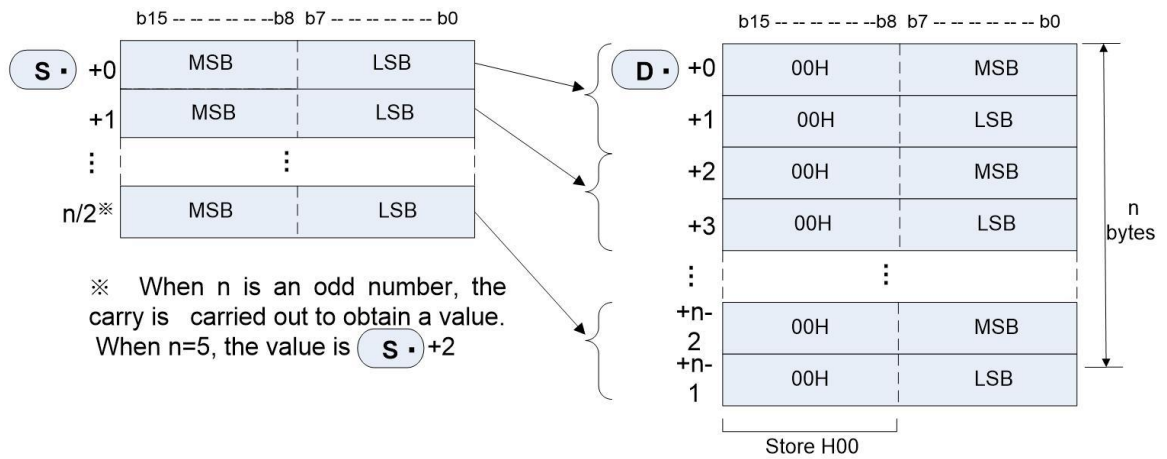 b15 -- -- -- -- -- --b8 b7 -- -- -- -- -- -- b0
S · +0 MSB LSB
+1 MSB LSB
⋮ ⋮
n/2※ MSB LSB
※ When n is an odd number, the
carry is carried out to obtain a value.
When n=5, the value is S · +2
b15 -- -- -- -- --b8 b7 -- -- -- -- -- -- b0
D · +0 00H MSB
+1 00H LSB
+2 00H MSB
+3 00H LSB
⋮ ⋮
+n-
2 00H MSB
+n-
1 00H LSB
n
bytes
Store H00